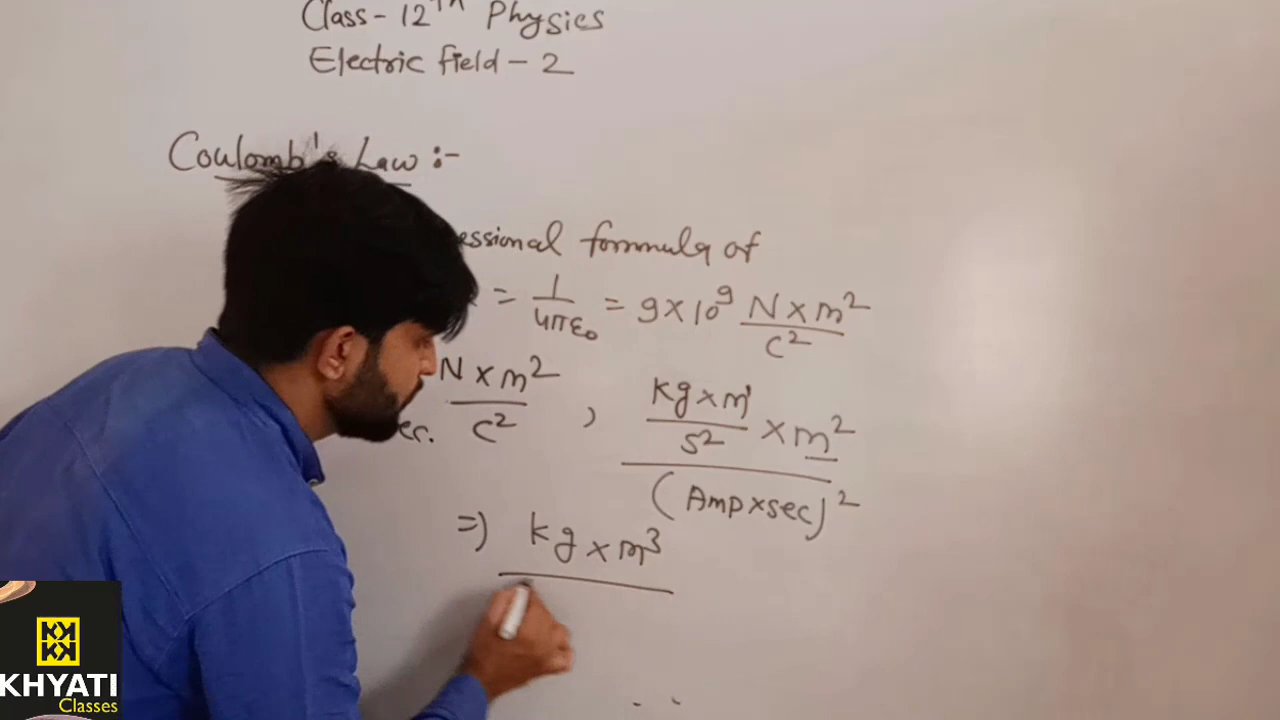 Class- 12th Physics
Electric field - 2
Coulomb's Law :-
formula of
= 1/4πε₀ = 9×10⁹ N×m²/C²
N×m²/C² , (Kg×m¹/s² × m²)/(Amp×sec)²
=) kg×m³
KHYATI
Classes